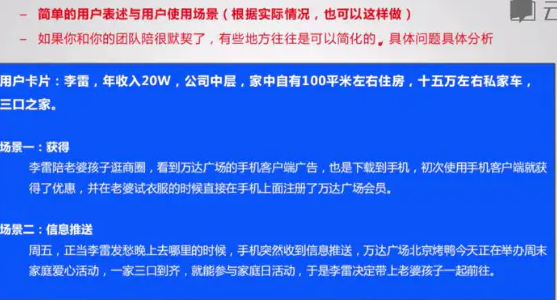 – 简单的用户表述与用户使用场景（根据实际情况，也可以这样做）
– 如果你和你的团队陪很默契了，有些地方往往是可以简化的。具体问题具体分析
用户卡片：李雷，年收入20W，公司中层，家中自有100平米左右住房，十五万左右私家车，
三口之家。
场景一：获得
李雷陪老婆孩子逛商圈，看到万达广场的手机客户端广告，也是下载到手机，初次使用手机客户端就获
得了优惠，并在老婆试衣服的时候直接在手机上面注册了万达广场会员。
场景二：信息推送
周五，正当李雷发愁晚上去哪里的时候，手机突然收到信息推送，万达广场北京烤鸭今天正在举办周末
家庭爱心活动，一家三口到齐，就能参与家庭日活动，于是李雷决定带上老婆孩子一起前往。